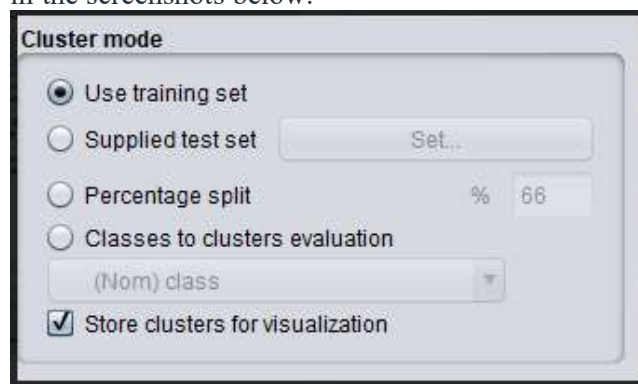 in the screenshots below.
Cluster mode
Use training set
Supplied test set Set...
Percentage split % 66
Classes to clusters evaluation
(Nom) class
Store clusters for visualization